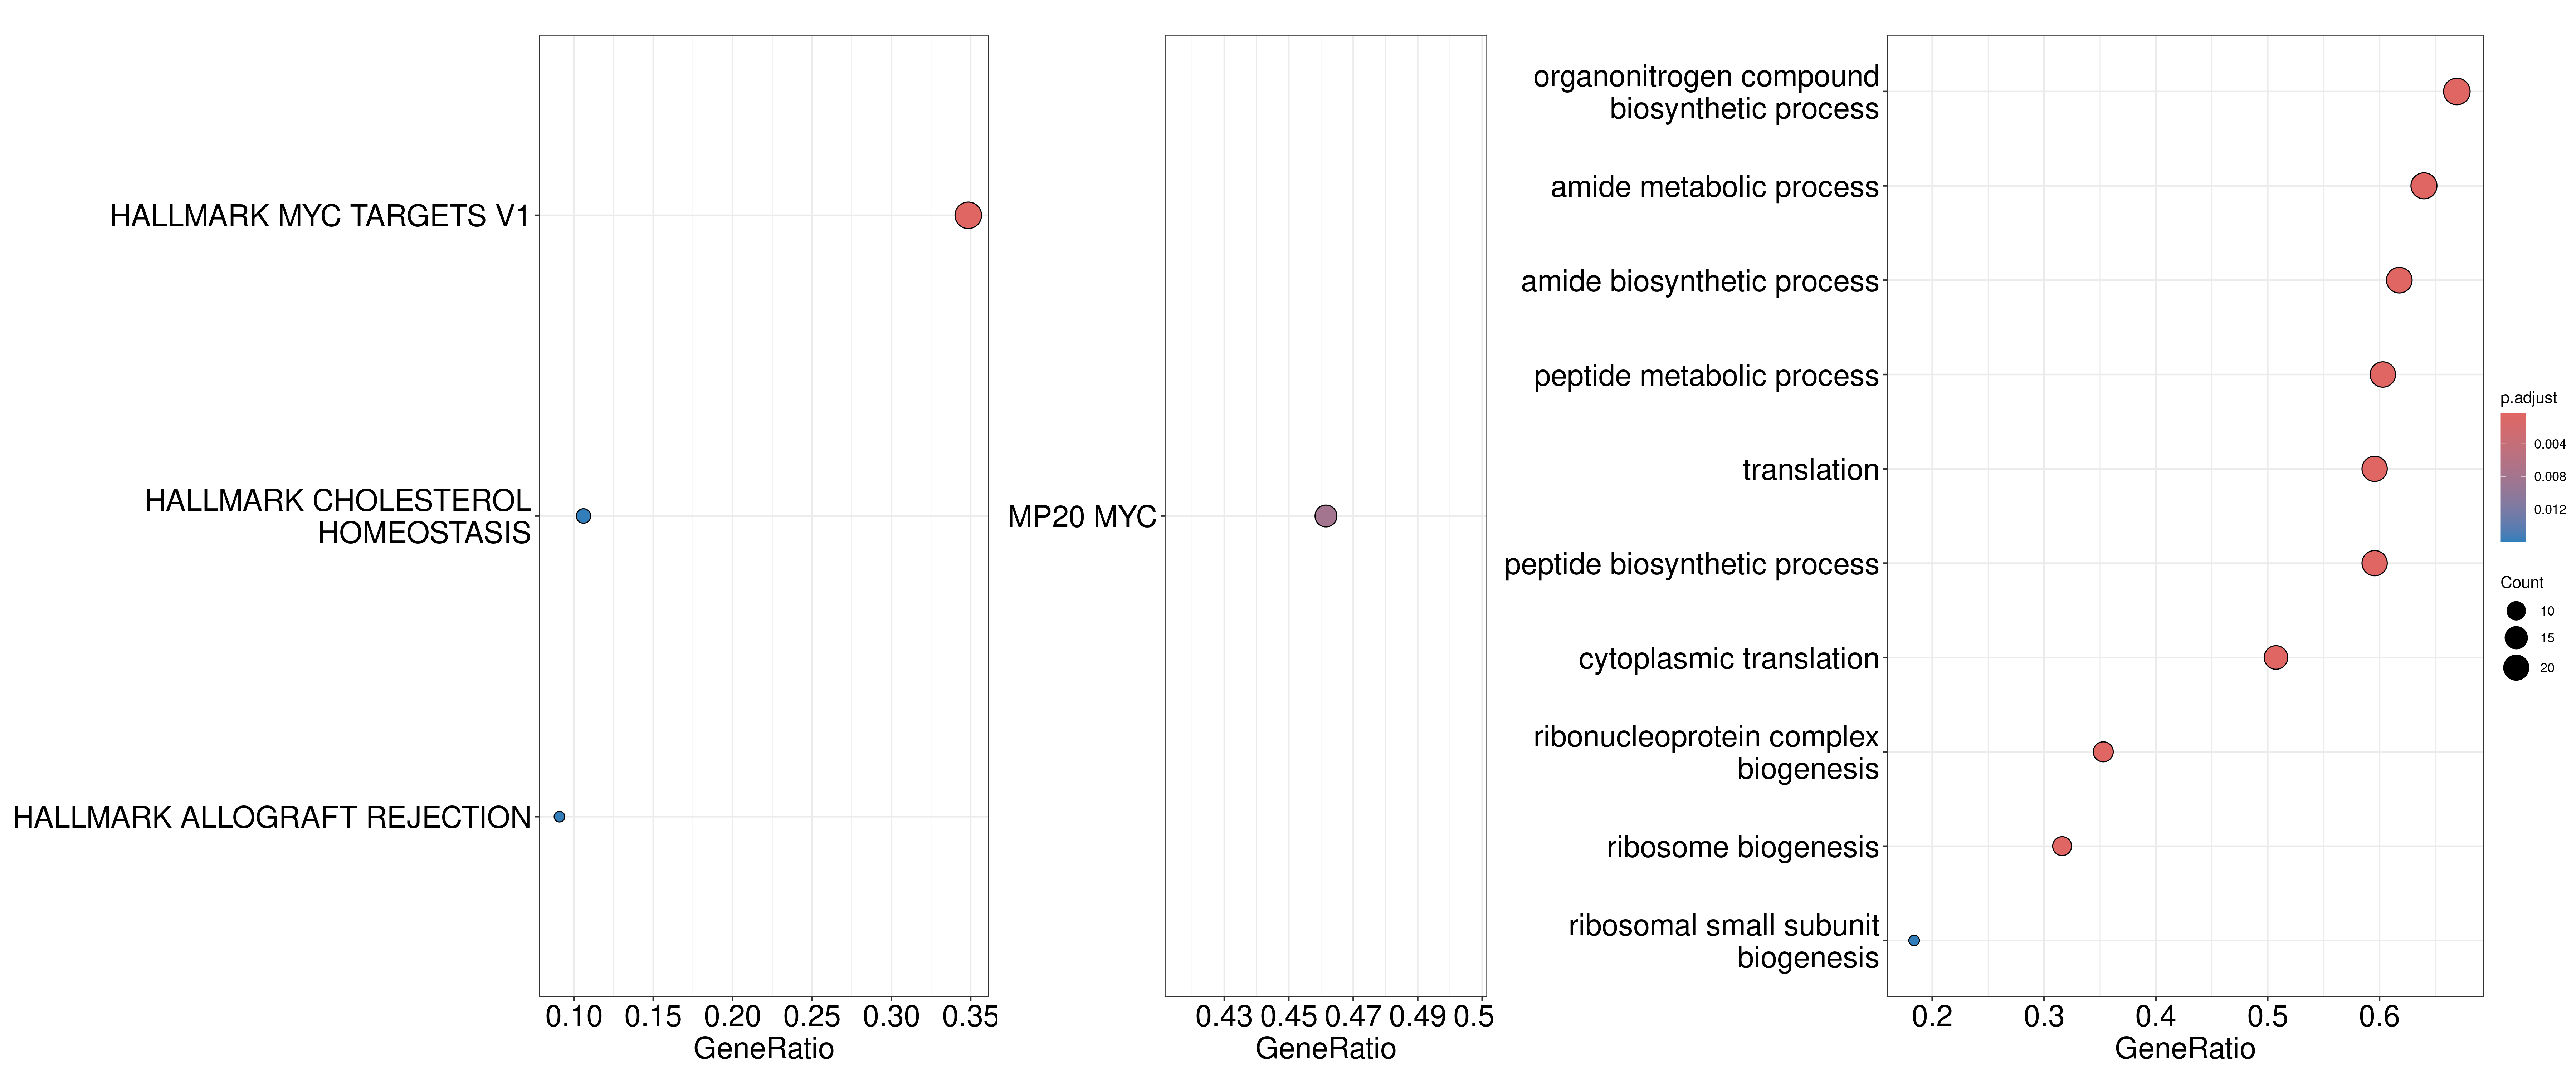 HALLMARK MYC TARGETS V1
HALLMARK CHOLESTEROL
HOMEOSTASIS
HALLMARK ALLOGRAFT REJECTION
0.10 0.15 0.20 0.25 0.30 0.35
GeneRatio
MP20 MYC
0.43 0.45 0.47 0.49 0.5
GeneRatio
organonitrogen compound
biosynthetic process
amide metabolic process
amide biosynthetic process
peptide metabolic process
translation
peptide biosynthetic process
cytoplasmic translation
ribonucleoprotein complex
biogenesis
ribosome biogenesis
ribosomal small subunit
biogenesis
0.2 0.3 0.4 0.5 0.6
GeneRatio
p.adjust
0.004
0.008
0.012
Count
10
15
20